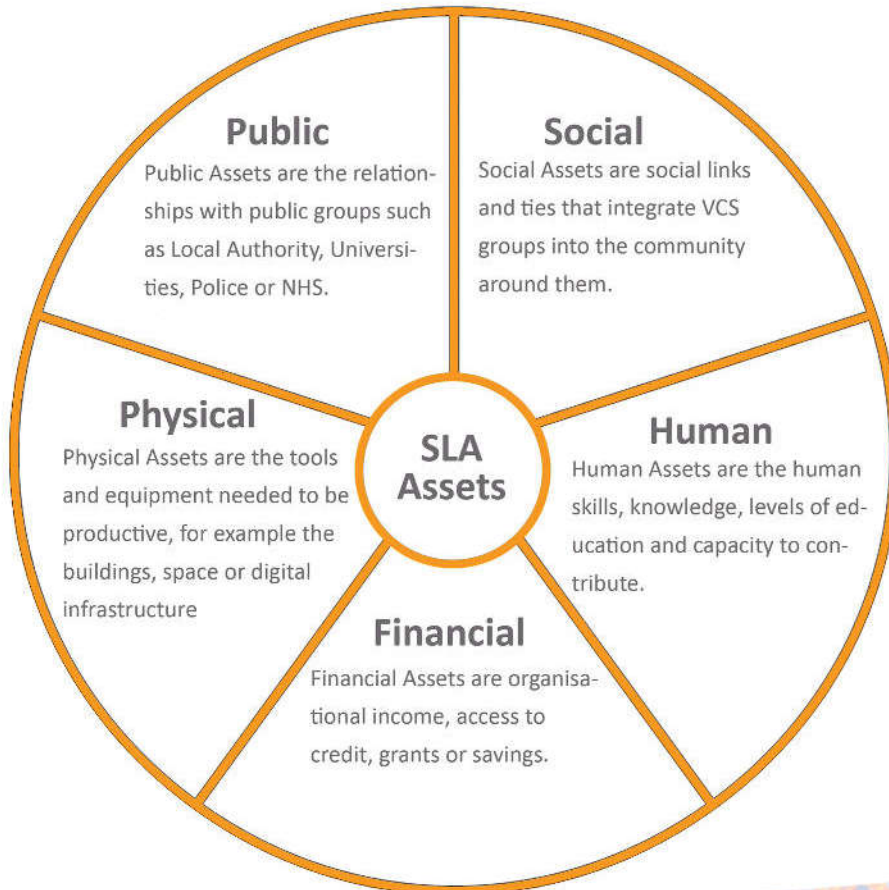 Public
Public Assets are the relation-
ships with public groups such
as Local Authority, Universi-
ties, Police or NHS.
Social
Social Assets are social links
and ties that integrate VCS
groups into the community
around them.
Physical
Physical Assets are the tools
and equipment needed to be
productive, for example the
buildings, space or digital
infrastructure
SLA
Assets
Human
Human Assets are the human
skills, knowledge, levels of ed-
ucation and capacity to con-
tribute.
Financial
Financial Assets are organisa-
tional income, access to
credit, grants or savings.